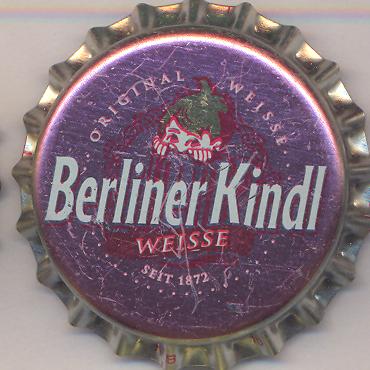 ORIGINAL WEISSE
Berliner Kindl
WEISSE
SEIT 1872